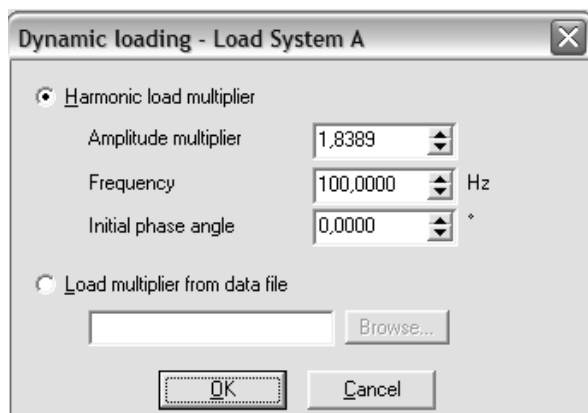 Dynamic loading - Load System A
Harmonic load multiplier
Amplitude multiplier 1,8389
Frequency 100,0000 Hz
Initial phase angle 0,0000 °
Load multiplier from data file
Browse...
OK Cancel